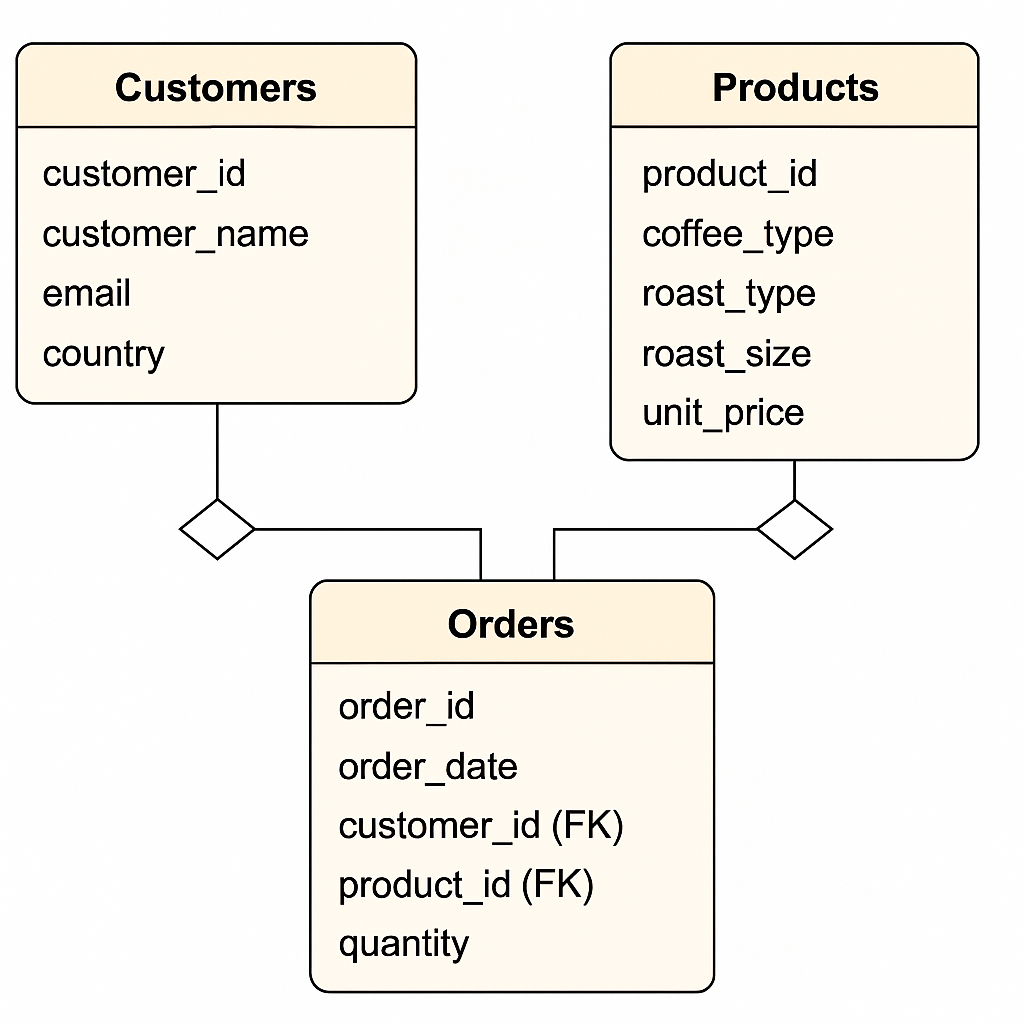 Customers
customer_id
customer_name
email
country
Products
product_id
coffee_type
roast_type
roast_size
unit_price
Orders
order_id
order_date
customer_id (FK)
product_id (FK)
quantity